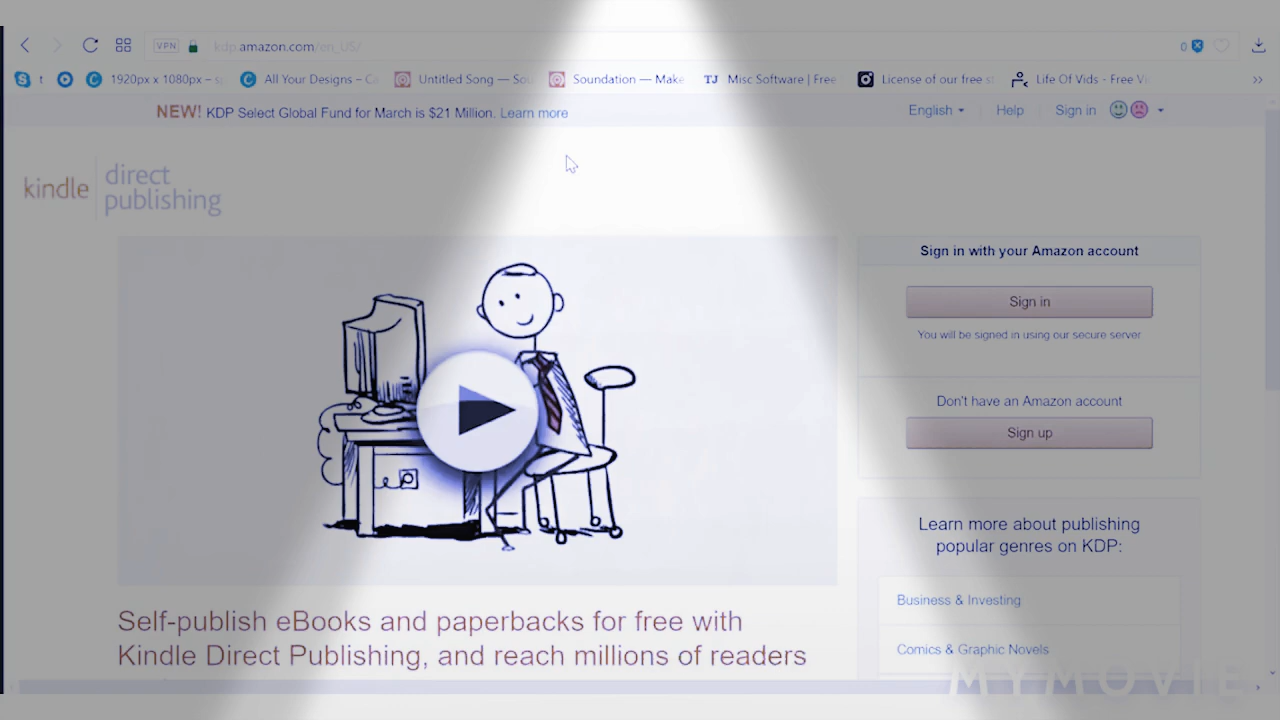 VPN kdp.amazon.com/en_US/ 0
t 1920px x 1080px – All Your Designs – Untitled Song — Soundation — Make TJ Misc Software | Free License of our free Life Of Vids - Free »
NEW! KDP Select Global Fund for March is $21 Million. Learn more English Help Sign in
kindle direct publishing
Sign in with your Amazon account
Sign in
You will be signed in using our secure server
Don't have an Amazon account
Sign up
Learn more about publishing
popular genres on KDP:
Business & Investing
Comics & Graphic Novels
Self-publish eBooks and paperbacks for free with
Kindle Direct Publishing, and reach millions of readers
MYMOVIE